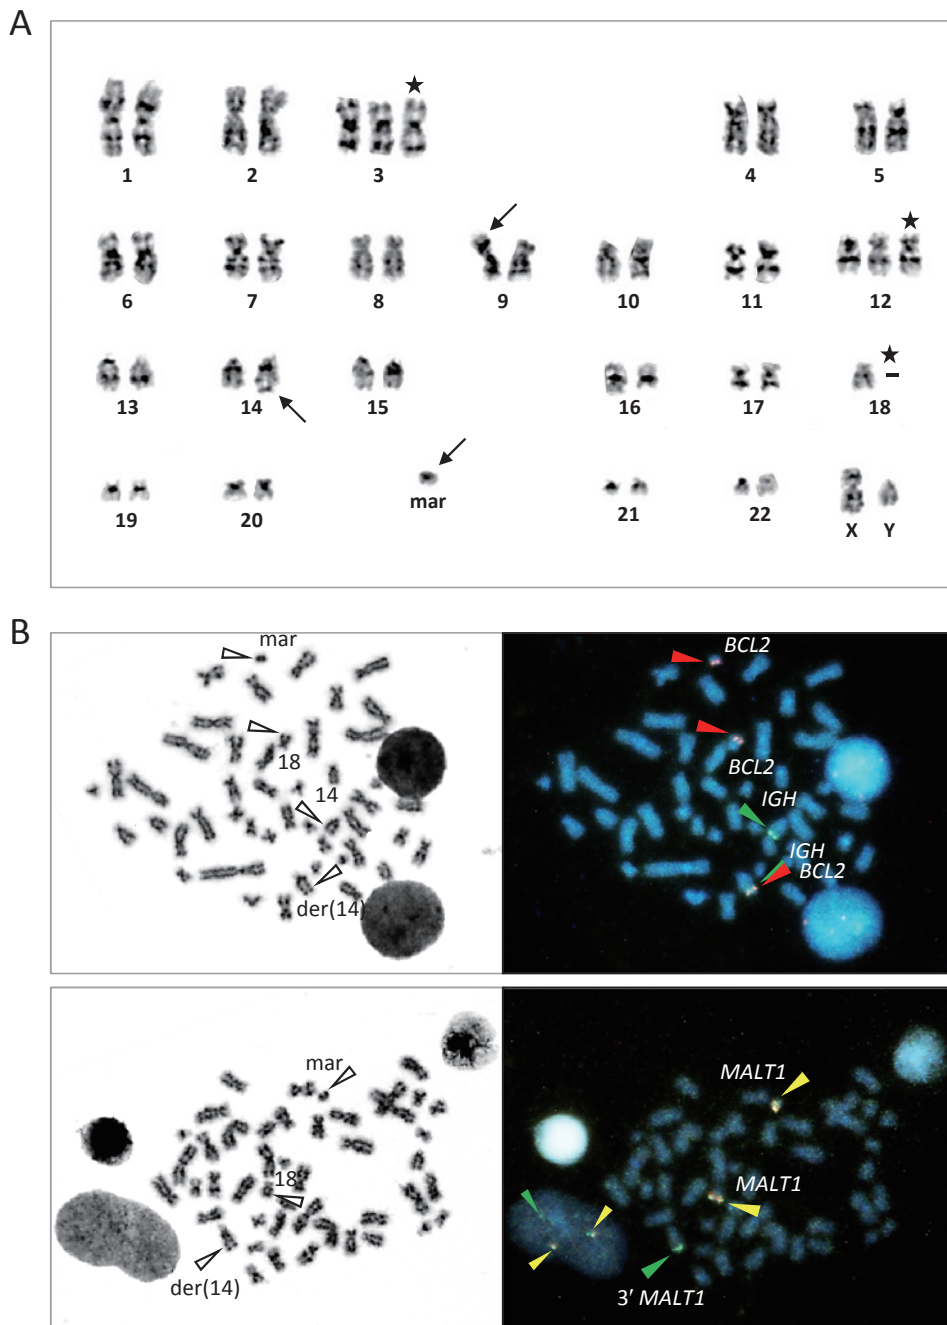 A
1 2 3 4 5
6 7 8 9 10 11 12
13 14 15 16 17 18
19 20 mar 21 22 X Y
B
mar
18
14
der(14)
BCL2
BCL2
IGH
IGH
BCL2
mar
18
der(14)
MALT1
MALT1
3′ MALT1